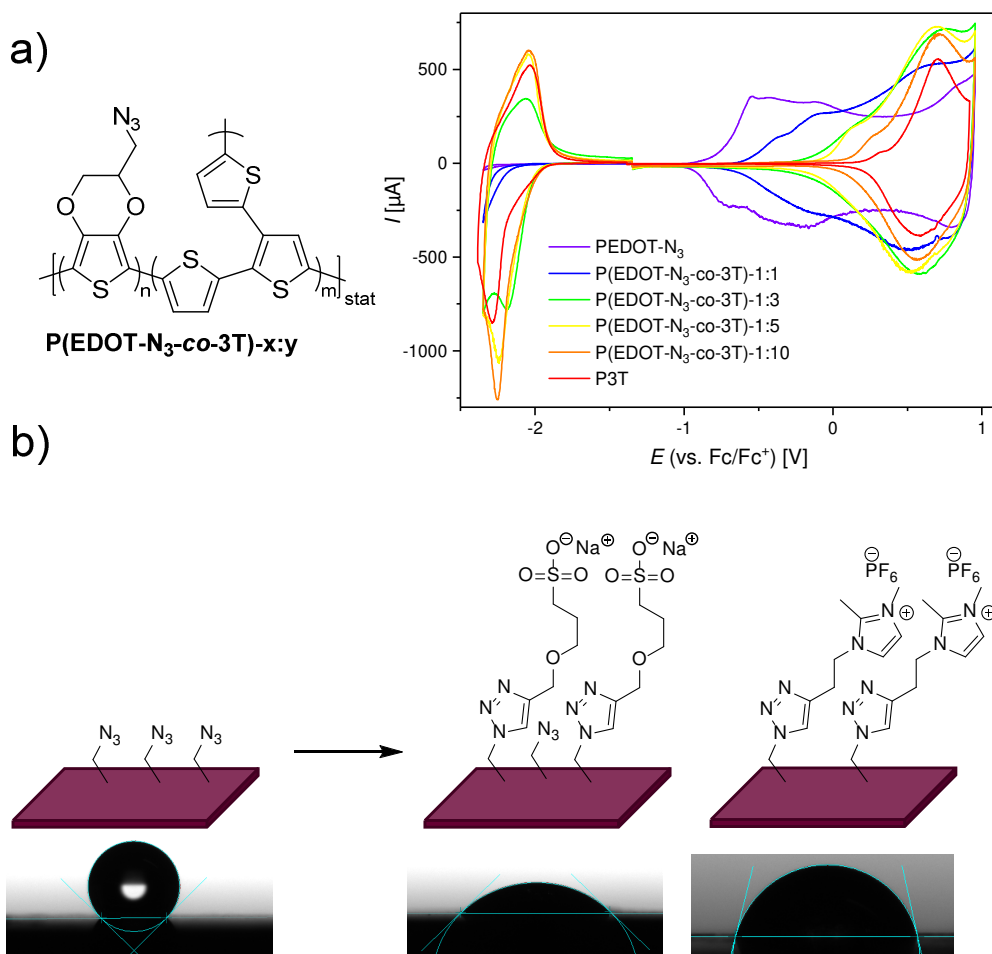 a)
N3
O
O
S
n
S
S
S
m
stat
P(EDOT-N3-co-3T)-x:y
500
0
-500
-1000
I [µA]
PEDOT-N3
P(EDOT-N3-co-3T)-1:1
P(EDOT-N3-co-3T)-1:3
P(EDOT-N3-co-3T)-1:5
P(EDOT-N3-co-3T)-1:10
P3T
-2
-1
0
1
E (vs. Fc/Fc+) [V]
b)
N3
N3
N3
O⊖Na⊕
O=S=O
O
N
N
N
N3
O⊖Na⊕
O=S=O
O
N
N
N
⊖
PF6
N
⊕
N
N
N
N
⊖
PF6
N
⊕
N
N
N
N